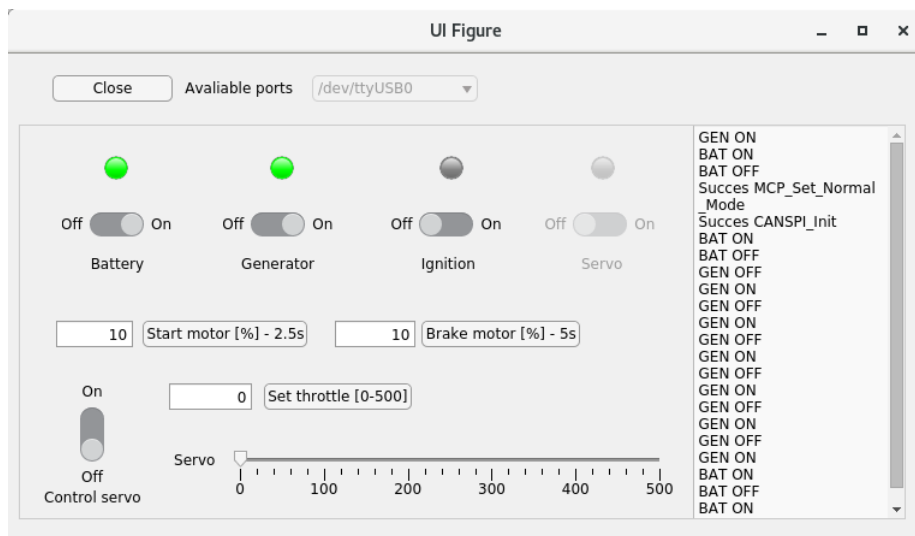 UI Figure
Close Avaliable ports /dev/ttyUSB0
Off On Off On Off On Off On
Battery Generator Ignition Servo
10 Start motor [%] - 2.5s 10 Brake motor [%] - 5s
On
0 Set throttle [0-500]
Off
Control servo
Servo
0 100 200 300 400 500
GEN ON
BAT ON
BAT OFF
Succes MCP_Set_Normal
_Mode
Succes CANSPI_Init
BAT ON
BAT OFF
GEN OFF
GEN ON
GEN OFF
GEN ON
GEN OFF
GEN ON
GEN OFF
GEN ON
GEN OFF
GEN ON
GEN OFF
GEN ON
BAT ON
BAT OFF
BAT ON